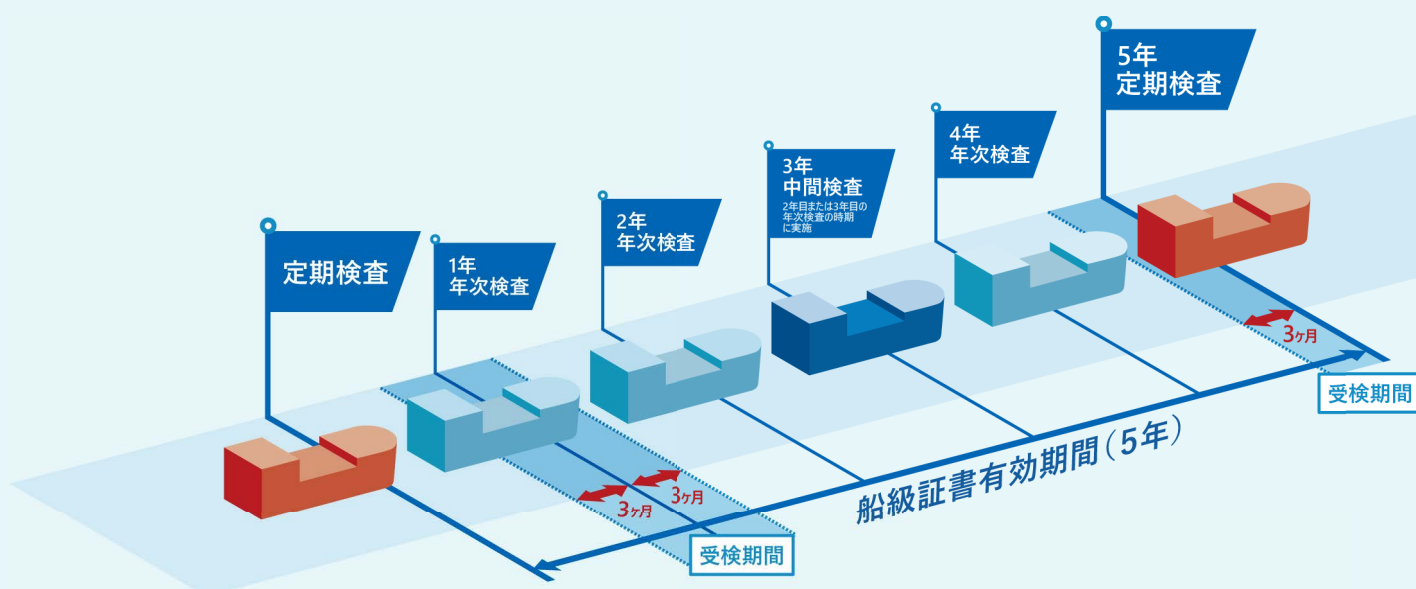 定期検査
1年
年次検査
2年
年次検査
3年
中間検査
2年目または3年目の
年次検査の時期
に実施
4年
年次検査
5年
定期検査
3ヶ月
3ヶ月
受検期間
3ヶ月
受検期間
船級証書有効期間(5年)